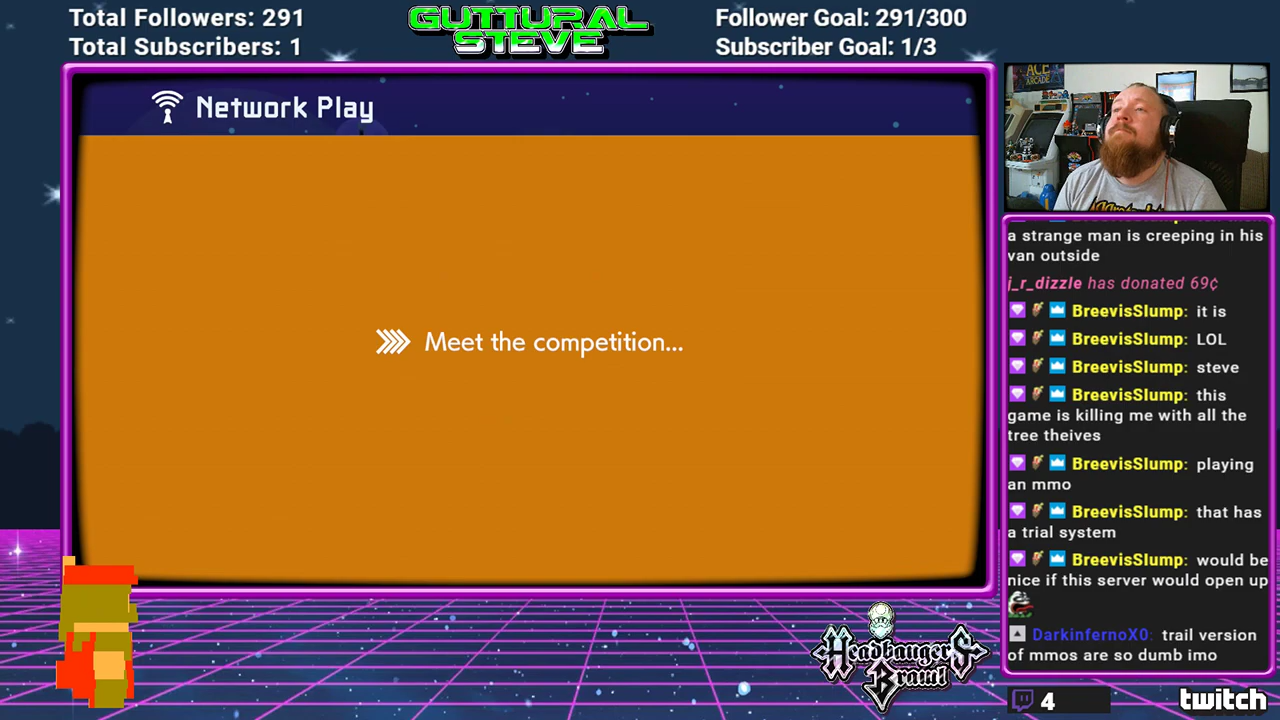 Total Followers: 291
Total Subscribers: 1
GUTTURAL
STEVE
Follower Goal: 291/300
Subscriber Goal: 1/3
Network Play
Meet the competition...
ACE
ARCADE
a strange man is creeping in his
van outside
j_r_dizzle has donated 69¢
BreevisSlump: it is
BreevisSlump: LOL
BreevisSlump: steve
BreevisSlump: this
game is killing me with all the
tree theives
BreevisSlump: playing
an mmo
BreevisSlump: that has
a trial system
BreevisSlump: would be
nice if this server would open up
DarkinfernoX0: trail version
of mmos are so dumb imo
Headbangers
Brawl
4
twitch